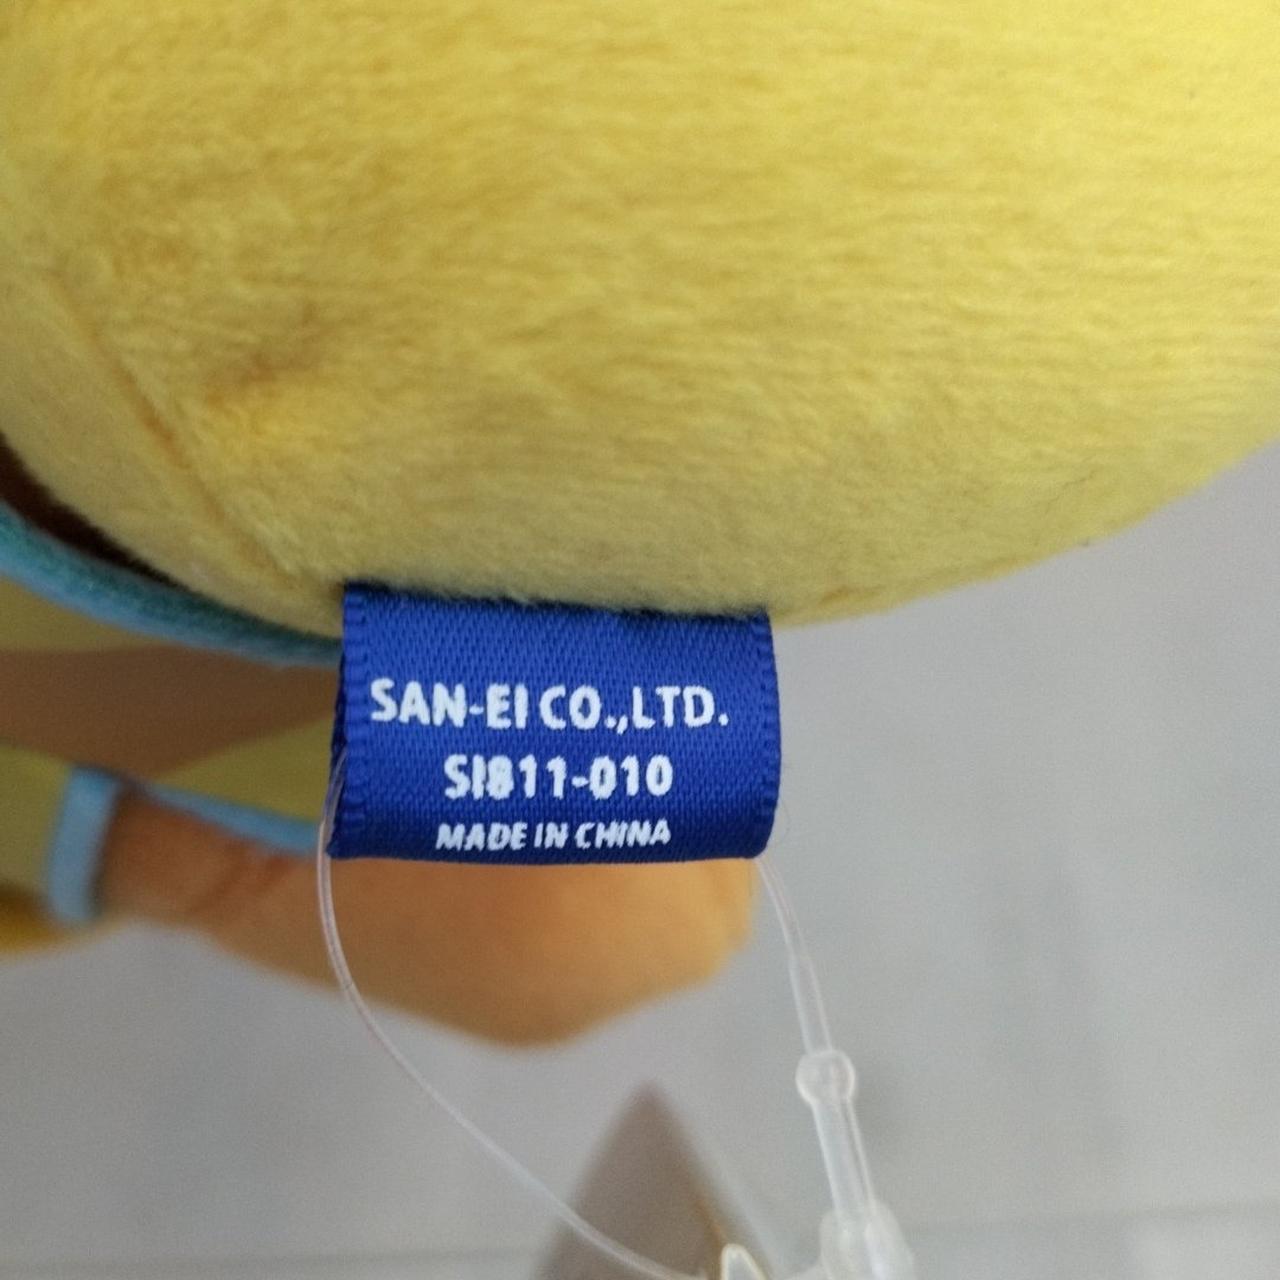 SAN-EI CO.,LTD.
SI811-010
MADE IN CHINA